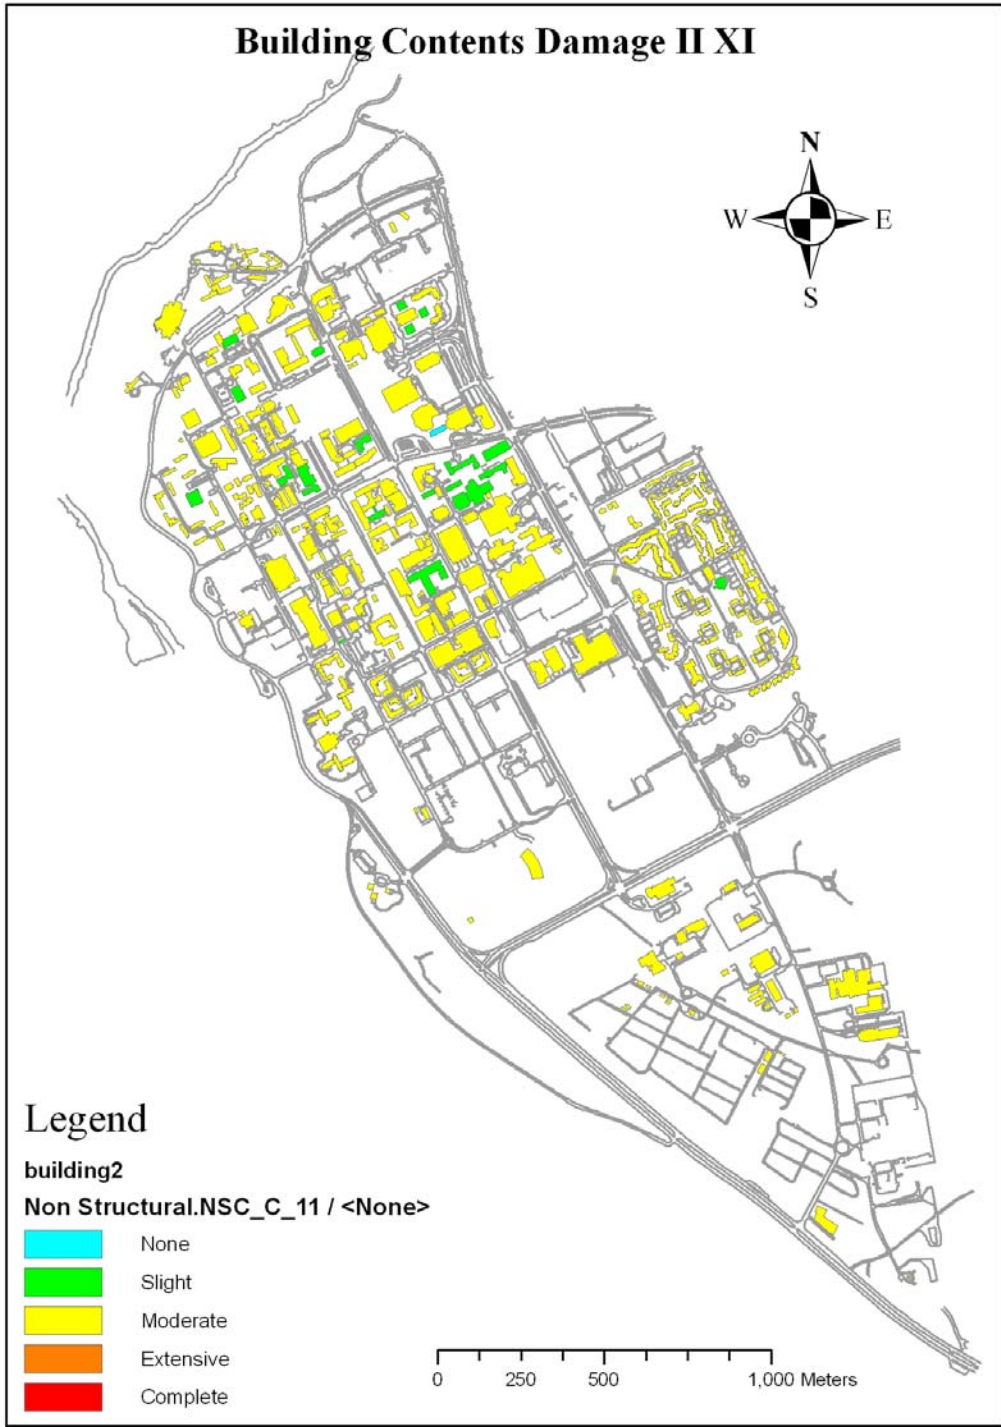 Building Contents Damage II XI
N
W E
S
Legend
building2
Non Structural.NSC_C_11 / <None>
None
Slight
Moderate
Extensive
Complete
0 250 500 1,000 Meters